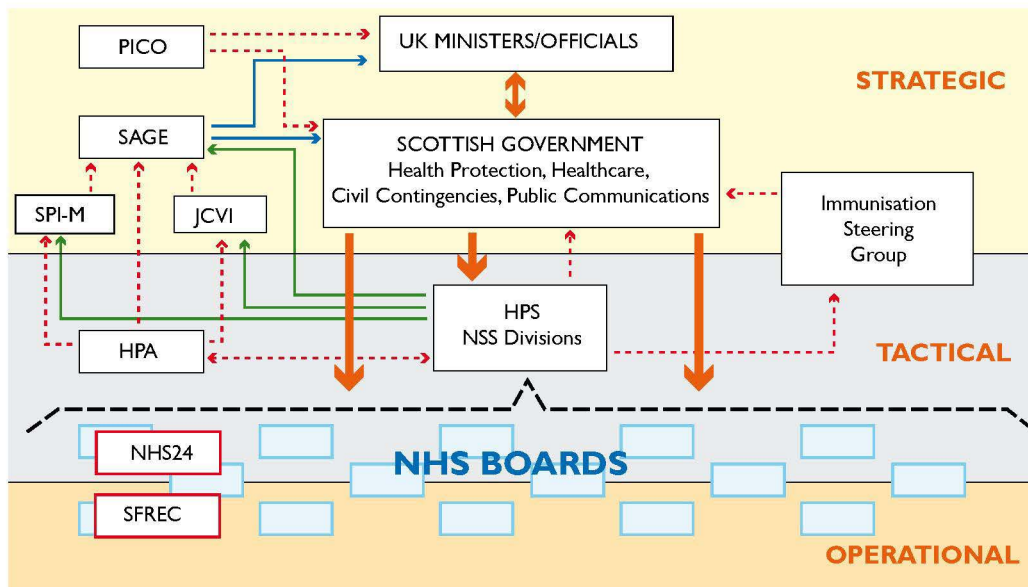 PICO
UK MINISTERS/OFFICIALS
STRATEGIC
SAGE
SCOTTISH GOVERNMENT
Health Protection, Healthcare,
Civil Contingencies, Public Communications
SPI-M
JCVI
Immunisation
Steering
Group
HPS
NSS Divisions
HPA
TACTICAL
NHS24
NHS BOARDS
SFREC
OPERATIONAL